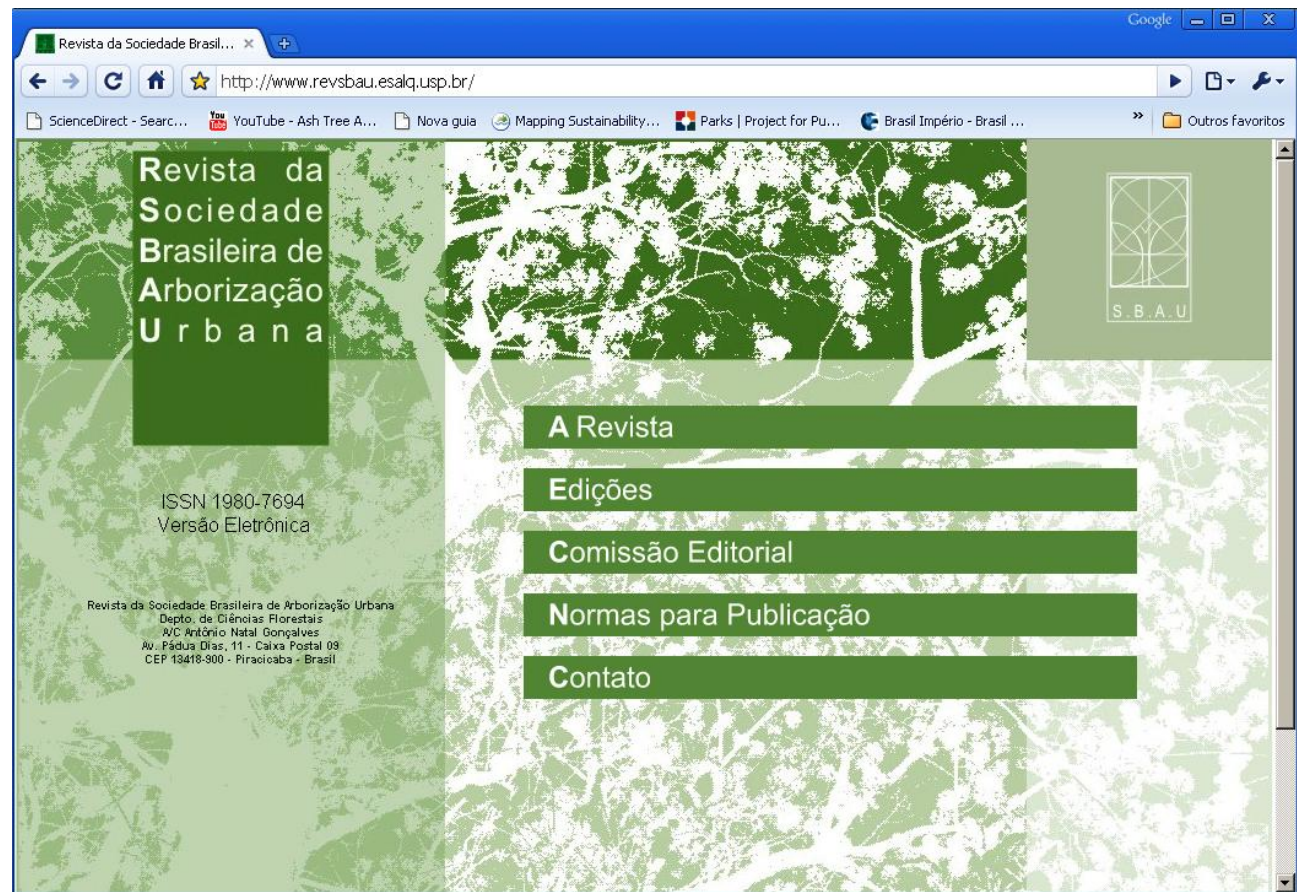 Google
Revista da Sociedade Brasil...
http://www.revsbau.esalq.usp.br/
ScienceDirect - Searc...
You Tube
YouTube - Ash Tree A...
Nova guia
Mapping Sustainability...
Parks | Project for Pu...
Brasil Império - Brasil ...
»
Outros favoritos
Revista da
Sociedade
Brasileira de
Arborização
Urbana
S.B.A.U
A Revista
Edições
Comissão Editorial
Normas para Publicação
Contato
ISSN 1980-7694
Versão Eletrônica
Revista da Sociedade Brasileira de Arborização Urbana
Depto. de Ciências Florestais
A/C Antônio Natal Gonçalves
Av. Pádua Dias, 11 - Caixa Postal 09
CEP 13418-900 - Piracicaba - Brasil